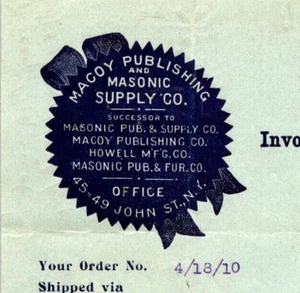 MACOY PUBLISHING
AND
MASONIC
SUPPLY CO.
SUCCESSOR TO
MASONIC PUB. & SUPPLY CO.
MACOY PUBLISHING CO.
HOWELL M'F'G. CO.
MASONIC PUB. & FUR. CO.
OFFICE
45-49 JOHN ST., N.Y.
Invo
Your Order No. 4/18/10
Shipped via